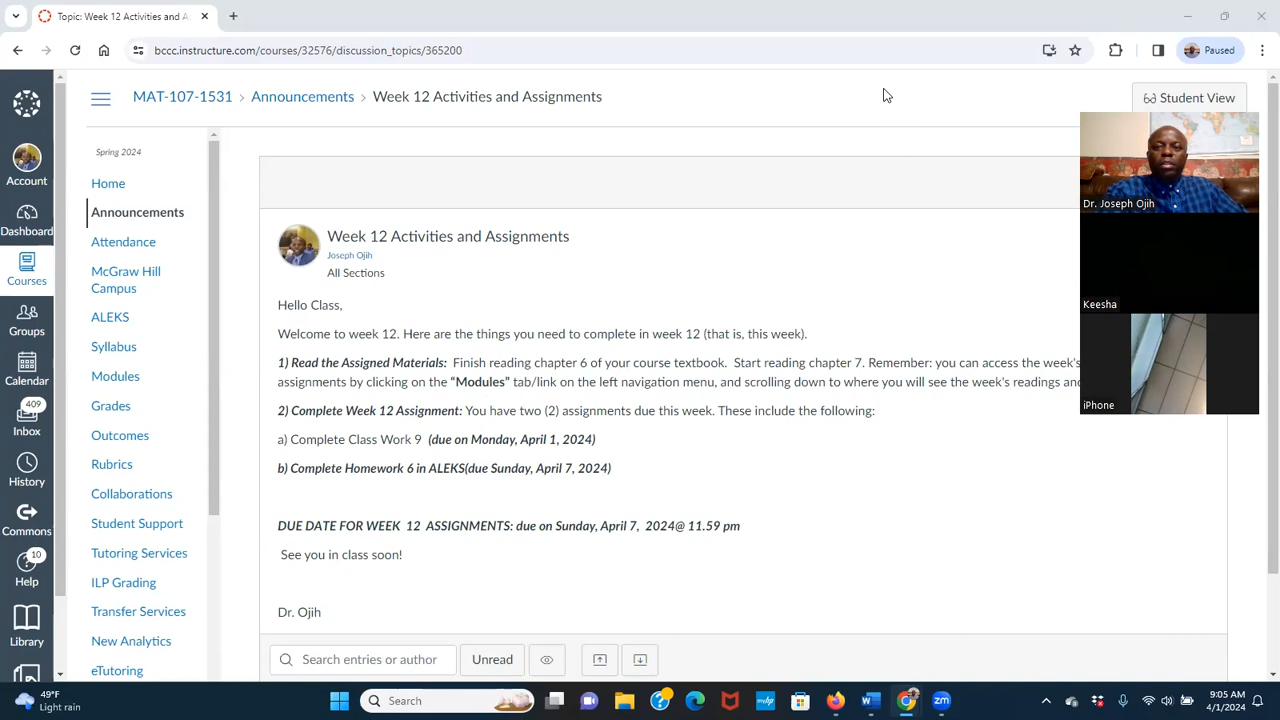 Topic: Week 12 Activities and A
bccc.instructure.com/courses/32576/discussion_topics/365200
Paused
MAT-107-1531 › Announcements › Week 12 Activities and Assignments
Student View
Account
Dashboard
Courses
Groups
Calendar
409
Inbox
History
Commons
10
Help
Library
Spring 2024
Home
Announcements
Attendance
McGraw Hill
Campus
ALEKS
Syllabus
Modules
Grades
Outcomes
Rubrics
Collaborations
Student Support
Tutoring Services
ILP Grading
Transfer Services
New Analytics
eTutoring
Week 12 Activities and Assignments
Joseph Ojih
All Sections
Hello Class,
Welcome to week 12. Here are the things you need to complete in week 12 (that is, this week).
1) Read the Assigned Materials: Finish reading chapter 6 of your course textbook. Start reading chapter 7. Remember: you can access the week's
assignments by clicking on the “Modules” tab/link on the left navigation menu, and scrolling down to where you will see the week's readings and
2) Complete Week 12 Assignment: You have two (2) assignments due this week. These include the following:
a) Complete Class Work 9 (due on Monday, April 1, 2024)
b) Complete Homework 6 in ALEKS(due Sunday, April 7, 2024)
DUE DATE FOR WEEK 12 ASSIGNMENTS: due on Sunday, April 7, 2024@ 11.59 pm
See you in class soon!
Dr. Ojih
Search entries or author
Unread
Dr. Joseph Ojih
Keesha
iPhone
49°F
Light rain
Search
9:05 AM
4/1/2024